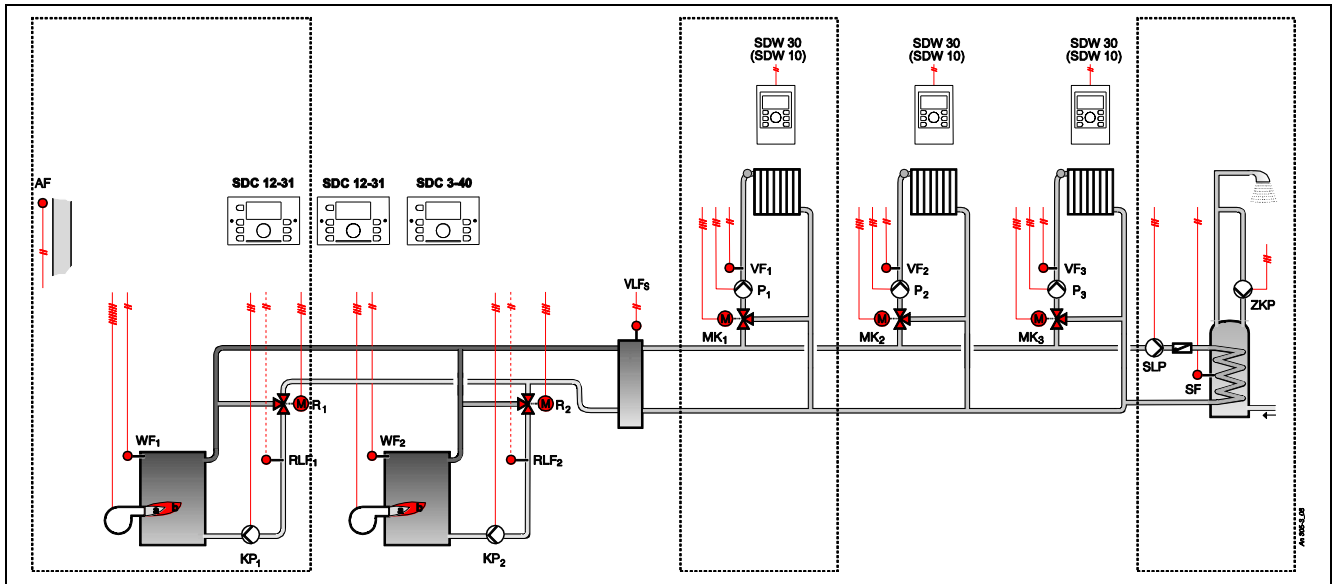 SDW 30
(SDW 10)
SDW 30
(SDW 10)
SDW 30
(SDW 10)
AF
SDC 12-31
SDC 12-31
SDC 3-40
VF1
VF2
VF3
VLFS
P1
P2
P3
ZKP
M
M
M
MK1
MK2
MK3
SLP
SF
M
R1
M
R2
WF1
RLF1
WF2
RLF2
KP1
KP2